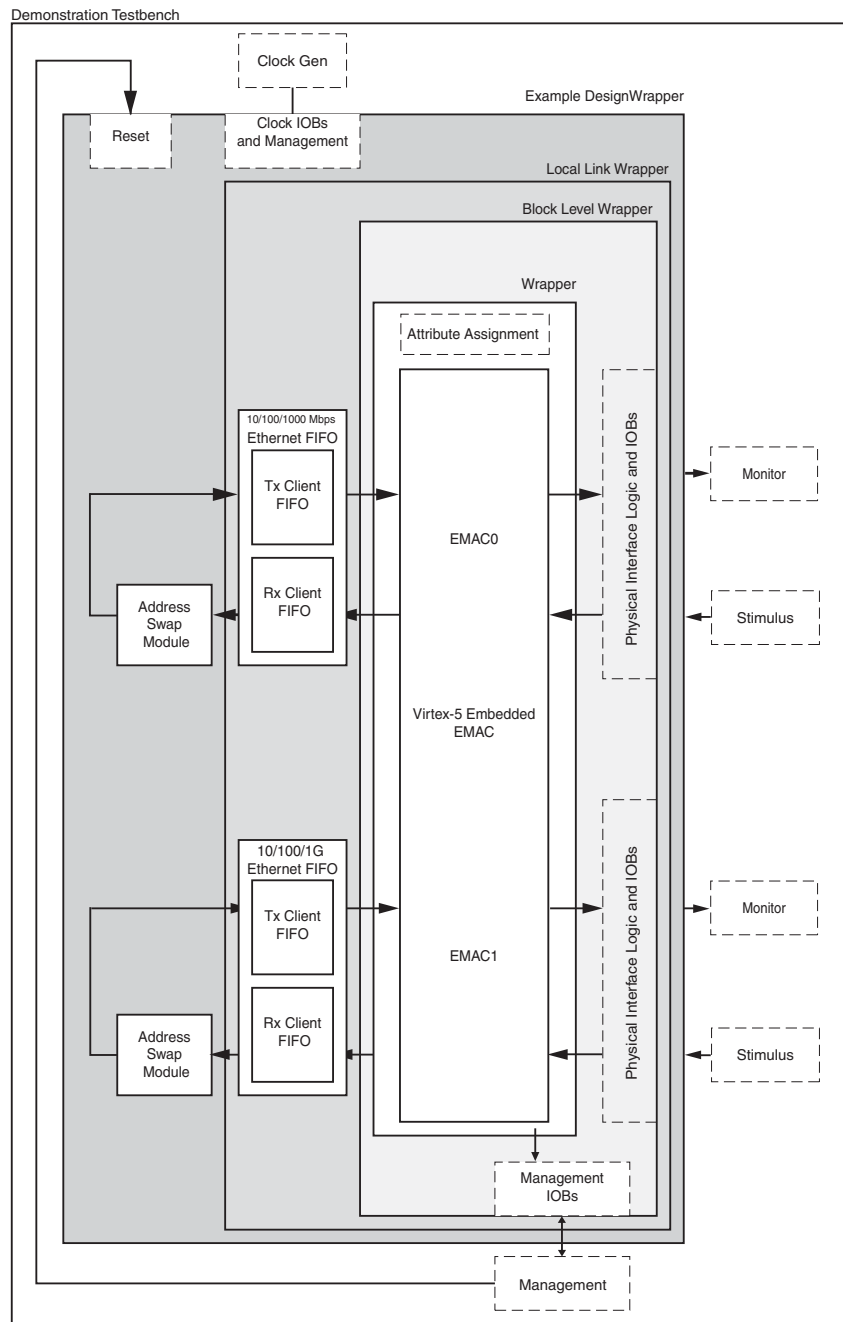 Demonstration Testbench
Clock Gen
Example DesignWrapper
Reset
Clock IOBs
and Management
Local Link Wrapper
Block Level Wrapper
Wrapper
Attribute Assignment
10/100/1000 Mbps
Ethernet FIFO
Tx Client
FIFO
Rx Client
FIFO
Address
Swap
Module
EMAC0
Physical Interface Logic and IOBs
Monitor
Stimulus
Virtex-5 Embedded
EMAC
10/100/1G
Ethernet FIFO
Tx Client
FIFO
Rx Client
FIFO
Address
Swap
Module
EMAC1
Physical Interface Logic and IOBs
Monitor
Stimulus
Management
IOBs
Management